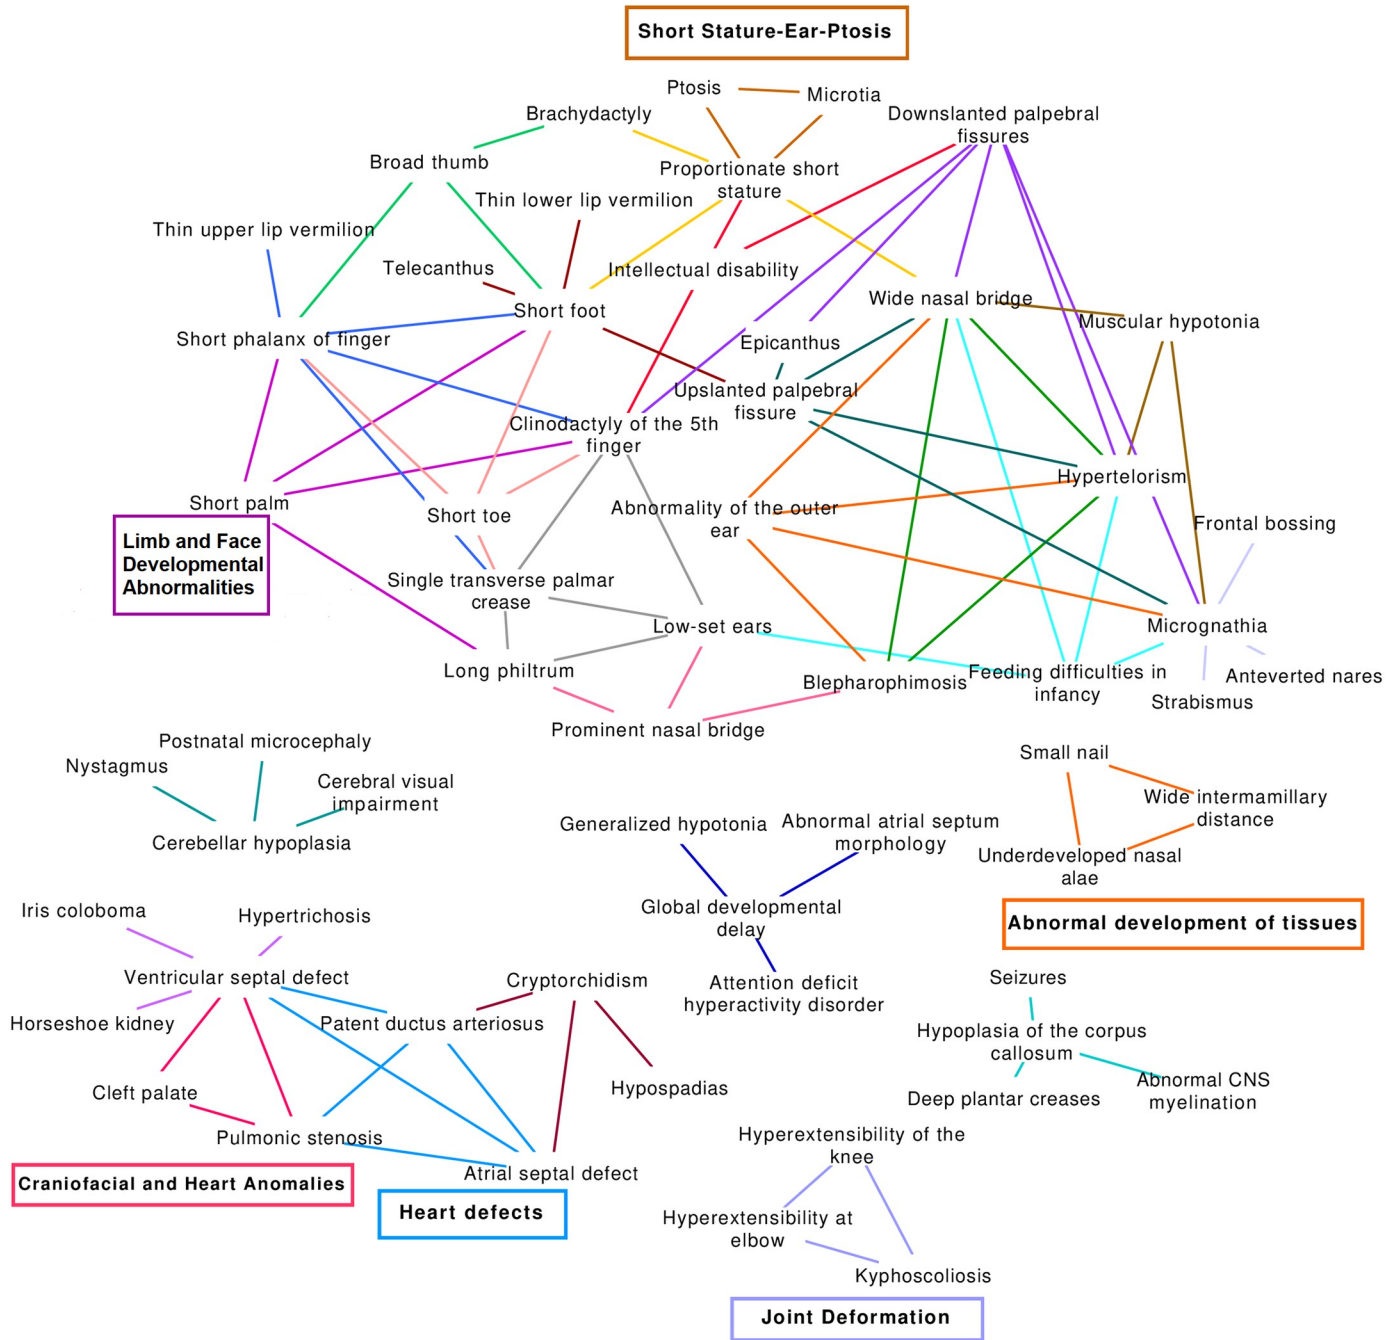 Short Stature-Ear-Ptosis
Ptosis
Microtia
Brachydactyly
Downslanted palpebral
fissures
Broad thumb
Proportionate short
stature
Thin lower lip vermilion
Thin upper lip vermilion
Telecanthus
Intellectual disability
Short foot
Wide nasal bridge
Muscular hypotonia
Short phalanx of finger
Epicanthus
Upslanted palpebral
fissure
Clinodactyly of the 5th
finger
Hypertelorism
Short palm
Short toe
Abnormality of the outer
ear
Frontal bossing
Limb and Face
Developmental
Abnormalities
Single transverse palmar
crease
Low-set ears
Micrognathia
Long philtrum
Blepharophimosis
Feeding difficulties in
infancy
Anteverted nares
Strabismus
Prominent nasal bridge
Postnatal microcephaly
Nystagmus
Cerebral visual
impairment
Cerebellar hypoplasia
Small nail
Wide intermamillary
distance
Underdeveloped nasal
alae
Generalized hypotonia
Abnormal atrial septum
morphology
Global developmental
delay
Attention deficit
hyperactivity disorder
Abnormal development of tissues
Iris coloboma
Hypertrichosis
Ventricular septal defect
Horseshoe kidney
Cryptorchidism
Patent ductus arteriosus
Cleft palate
Hypospadias
Pulmonic stenosis
Atrial septal defect
Craniofacial and Heart Anomalies
Heart defects
Seizures
Hypoplasia of the corpus
callosum
Deep plantar creases
Abnormal CNS
myelination
Hyperextensibility of the
knee
Hyperextensibility at
elbow
Kyphoscoliosis
Joint Deformation